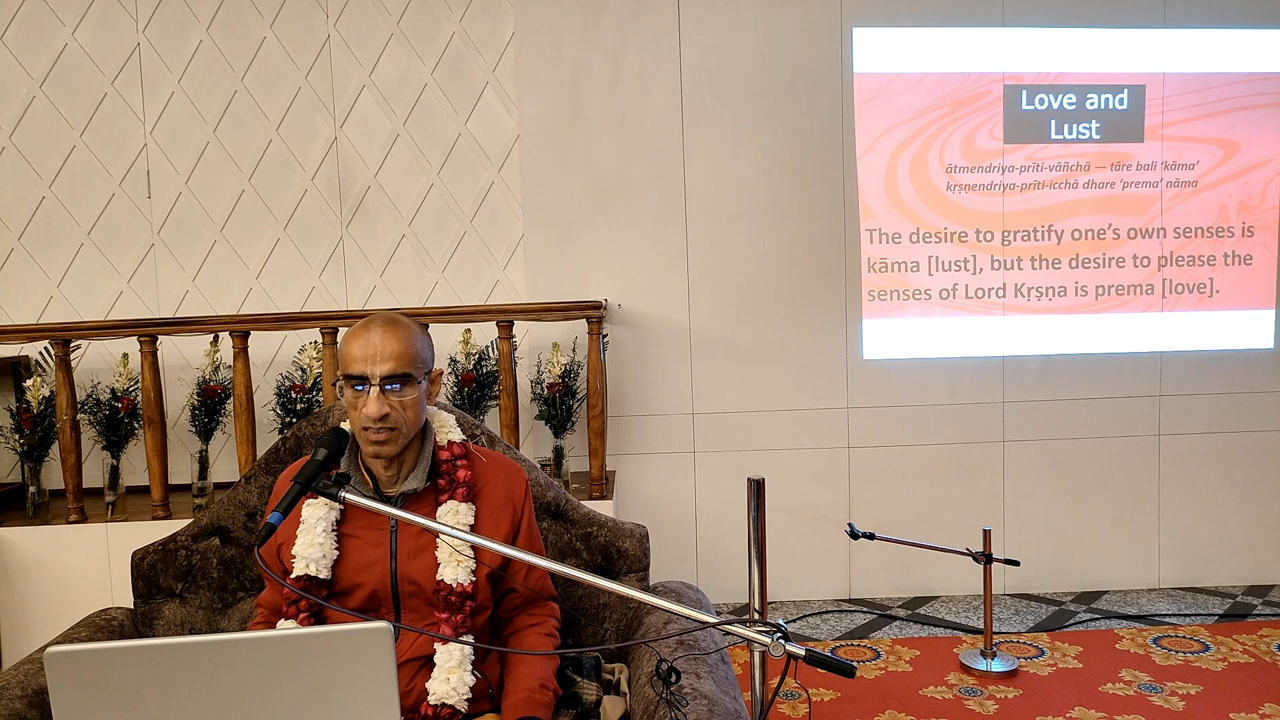 Love and
Lust
ātmendriya-prīti-vāñchā — tāre bali ‘kāma’
kṛṣṇendriya-prīti-icchā dhare ‘prema’ nāma
The desire to gratify one’s own senses is
kāma [lust], but the desire to please the
senses of Lord Kṛṣṇa is prema [love].